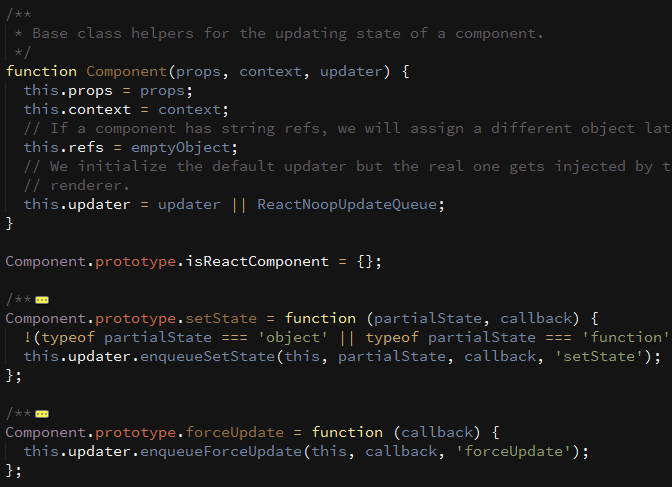 /**
 * Base class helpers for the updating state of a component.
 */
function Component(props, context, updater) {
  this.props = props;
  this.context = context;
  // If a component has string refs, we will assign a different object lat
  this.refs = emptyObject;
  // We initialize the default updater but the real one gets injected by t
  // renderer.
  this.updater = updater || ReactNoopUpdateQueue;
}

Component.prototype.isReactComponent = {};

/**
Component.prototype.setState = function (partialState, callback) {
  !(typeof partialState === 'object' || typeof partialState === 'function'
  this.updater.enqueueSetState(this, partialState, callback, 'setState');
};

/**
Component.prototype.forceUpdate = function (callback) {
  this.updater.enqueueForceUpdate(this, callback, 'forceUpdate');
};